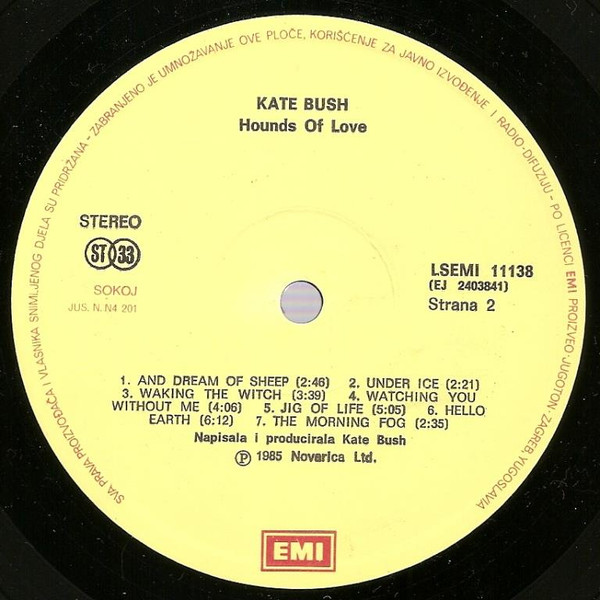 KATE BUSH
Hounds Of Love
STEREO
ST 33
SOKOJ
JUS. N. N4 201
LSEMI 11138
(EJ 2403841)
Strana 2
1. AND DREAM OF SHEEP (2:46) 2. UNDER ICE (2:21)
3. WAKING THE WITCH (3:39) 4. WATCHING YOU
WITHOUT ME (4:06) 5. JIG OF LIFE (5:05) 6. HELLO
EARTH (6:12) 7. THE MORNING FOG (2:35)
Napisala i producirala Kate Bush
Ⓟ 1985 Noverica Ltd.
EMI
SVA PRAVA PROIZVOĐAČA I VLASNIKA SNIMLJENOG DJELA SU PRIDRŽANA - ZABRANJENO JE UMNOŽAVANJE OVE PLOČE, KORIŠĆENJE ZA JAVNO IZVOĐENJE I RADIO-DIFUZIJU - PO LICENCI EMI PROIZVEO-JUGOTON-ZAGREB YUGOSLAVIA